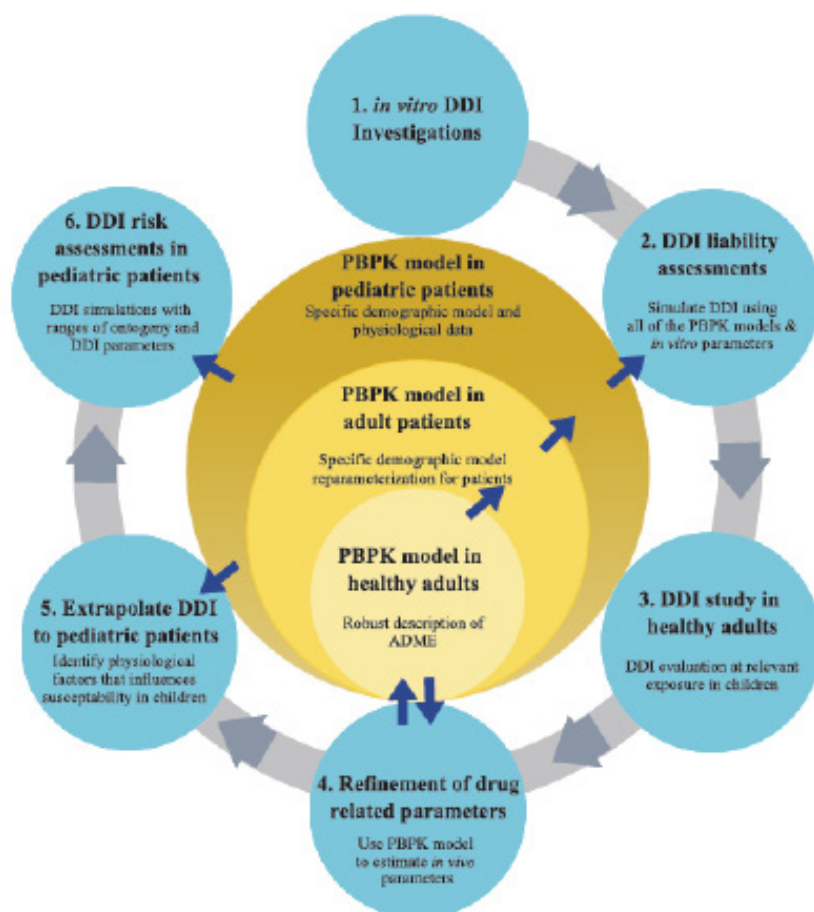 1. in vitro DDI
Investigations
2. DDI liability
assessments
Simulate DDI using
all of the PBPK models &
in vitro parameters
3. DDI study in
healthy adults
DDI evaluation at relevant
exposure in children
4. Refinement of drug
related parameters
Use PBPK model
to estimate in vivo
parameters
5. Extrapolate DDI
to pediatric patients
Identify physiological
factors that influences
susceptability in children
6. DDI risk
assessments in
pediatric patients
DDI simulations with
ranges of ontogeny and
DDI parameters
PBPK model in
pediatric patients
Specific demographic model and
physiological data
PBPK model in
adult patients
Specific demographic model
reparameterization for patients
PBPK model in
healthy adults
Robust description of
ADME